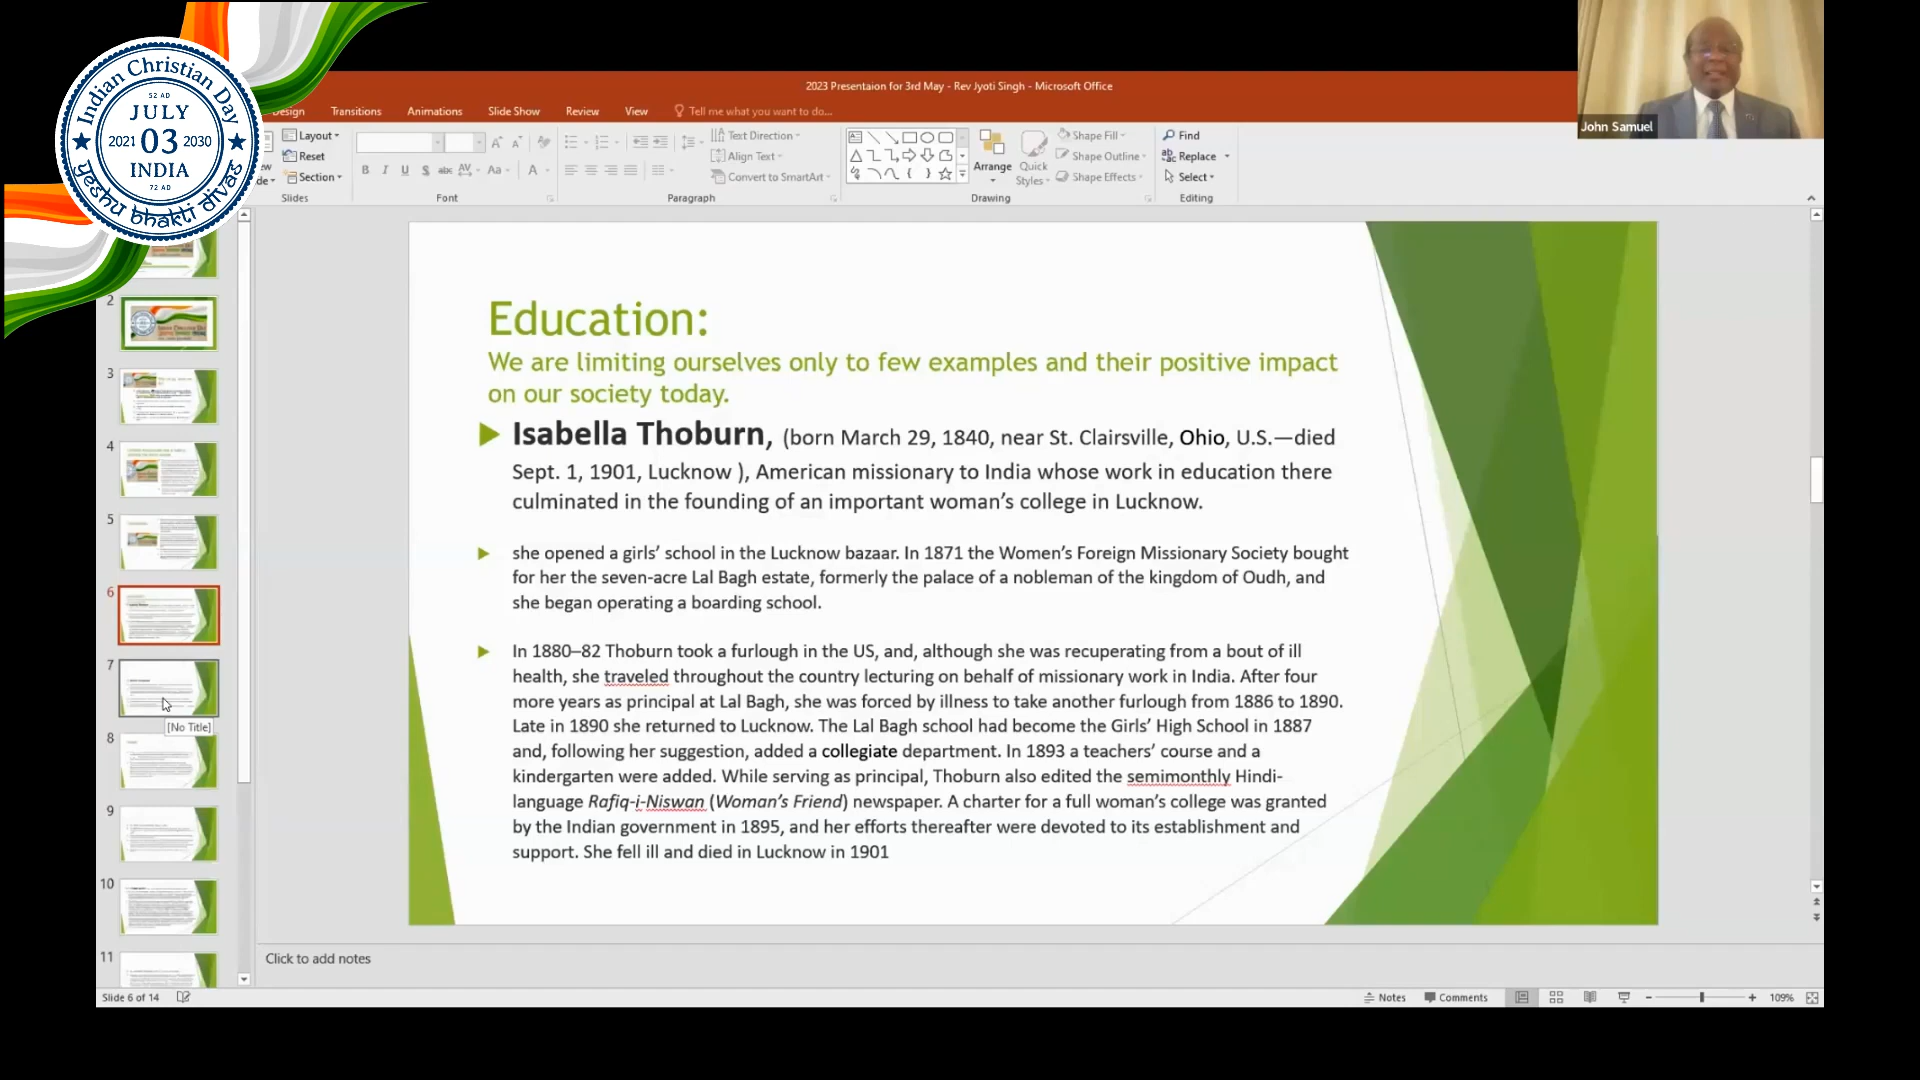 Indian Christian Day
52 AD
JULY
2021 03 2030
INDIA
72 AD
yeshu bhakti divas
2023 Presentaion for 3rd May - Rev Jyoti Singh - Microsoft Office
John Samuel
Design Transitions Animations Slide Show Review View Tell me what you want to do...
Layout
Reset
Section
Slides
B I U S abc AV Aa A
Font
Text Direction
Align Text
Convert to SmartArt
Paragraph
Arrange
Quick
Styles
Shape Fill
Shape Outline
Shape Effects
Drawing
Find
Replace
Select
Editing
2
3
4
5
6
7
[No Title]
8
9
10
11
Education:
We are limiting ourselves only to few examples and their positive impact
on our society today.
Isabella Thoburn, (born March 29, 1840, near St. Clairsville, Ohio, U.S.—died
Sept. 1, 1901, Lucknow ), American missionary to India whose work in education there
culminated in the founding of an important woman’s college in Lucknow.
she opened a girls’ school in the Lucknow bazaar. In 1871 the Women’s Foreign Missionary Society bought
for her the seven-acre Lal Bagh estate, formerly the palace of a nobleman of the kingdom of Oudh, and
she began operating a boarding school.
In 1880–82 Thoburn took a furlough in the US, and, although she was recuperating from a bout of ill
health, she traveled throughout the country lecturing on behalf of missionary work in India. After four
more years as principal at Lal Bagh, she was forced by illness to take another furlough from 1886 to 1890.
Late in 1890 she returned to Lucknow. The Lal Bagh school had become the Girls’ High School in 1887
and, following her suggestion, added a collegiate department. In 1893 a teachers’ course and a
kindergarten were added. While serving as principal, Thoburn also edited the semimonthly Hindi-
language Rafiq-i-Niswan (Woman’s Friend) newspaper. A charter for a full woman’s college was granted
by the Indian government in 1895, and her efforts thereafter were devoted to its establishment and
support. She fell ill and died in Lucknow in 1901
Click to add notes
Slide 6 of 14
Notes Comments 109%